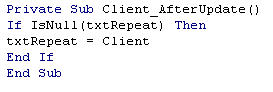 Private Sub Client_AfterUpdate()
If IsNull(txtRepeat) Then
txtRepeat = Client
End If
End Sub